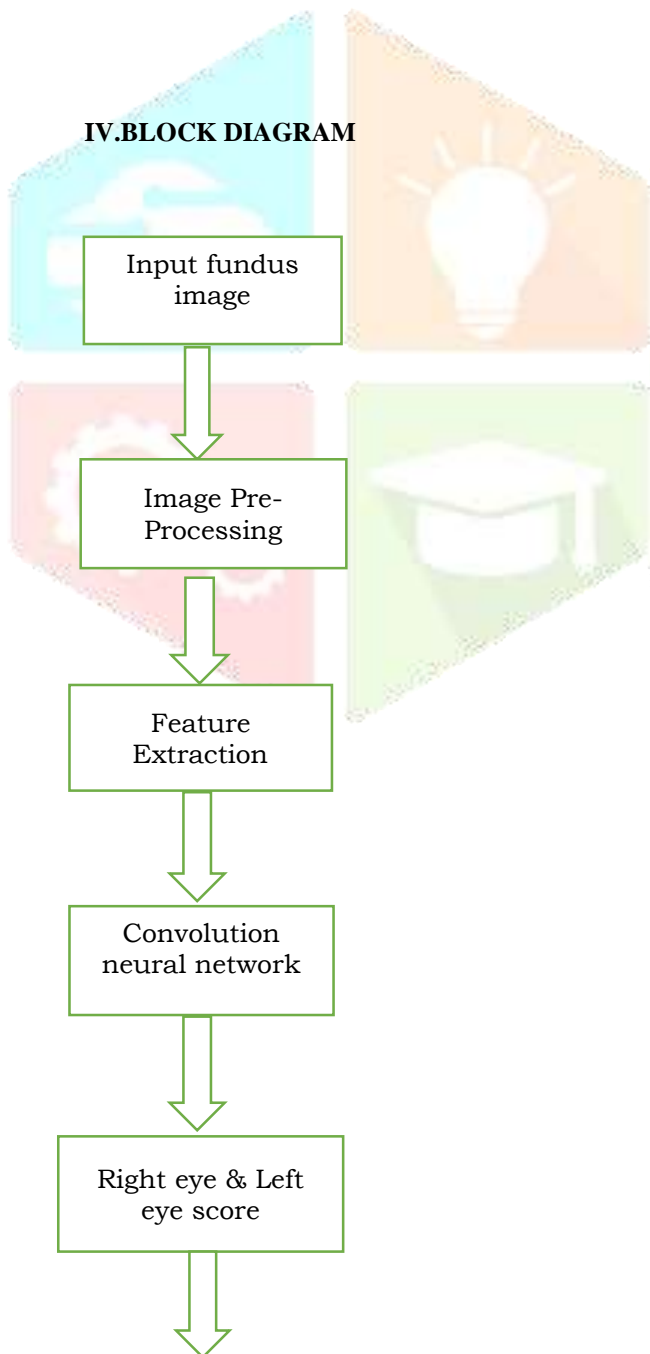 IV.BLOCK DIAGRAM
Input fundus
image
Image Pre-
Processing
Feature
Extraction
Convolution
neural network
Right eye & Left
eye score